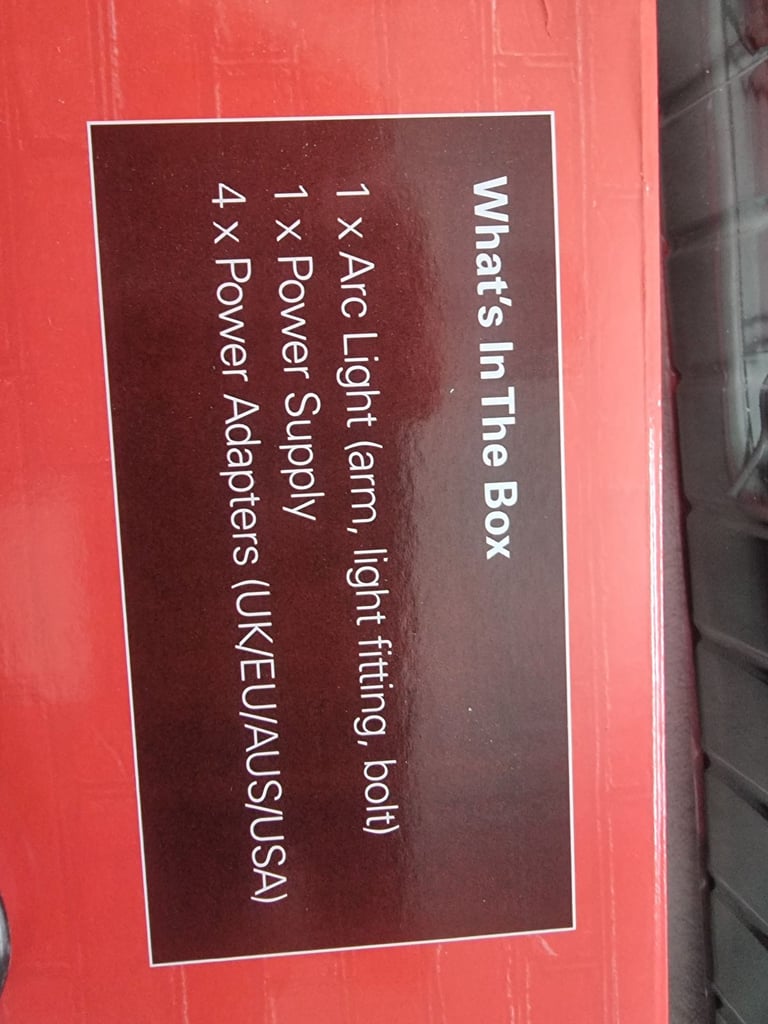 What's In The Box
1 x Arc Light (arm, light fitting, bolt)
1 x Power Supply
4 x Power Adapters (UK/EU/AUS/USA)